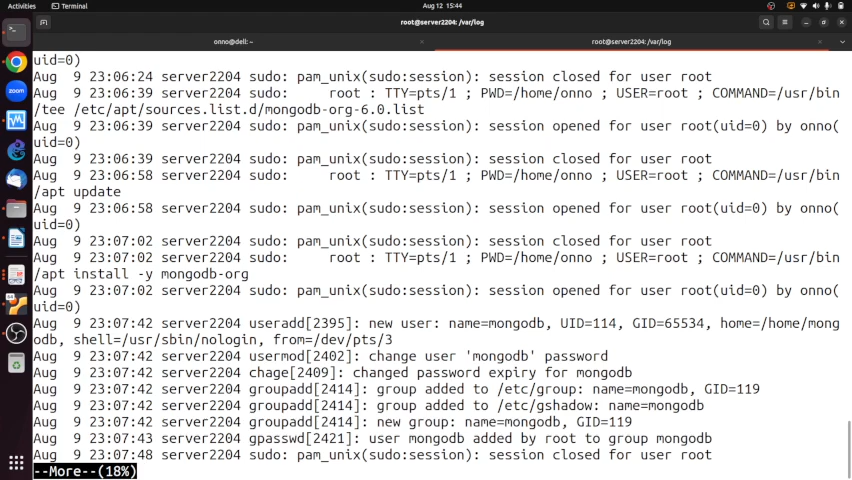 Activities
Terminal
Aug 12 15:44
root@server2204: /var/log
onno@dell: ~
root@server2204: /var/log
zoom
uid=0)
Aug  9 23:06:24 server2204 sudo: pam_unix(sudo:session): session closed for user root
Aug  9 23:06:39 server2204 sudo:     root : TTY=pts/1 ; PWD=/home/onno ; USER=root ; COMMAND=/usr/bin
/tee /etc/apt/sources.list.d/mongodb-org-6.0.list
Aug  9 23:06:39 server2204 sudo: pam_unix(sudo:session): session opened for user root(uid=0) by onno(
uid=0)
Aug  9 23:06:39 server2204 sudo: pam_unix(sudo:session): session closed for user root
Aug  9 23:06:58 server2204 sudo:     root : TTY=pts/1 ; PWD=/home/onno ; USER=root ; COMMAND=/usr/bin
/apt update
Aug  9 23:06:58 server2204 sudo: pam_unix(sudo:session): session opened for user root(uid=0) by onno(
uid=0)
Aug  9 23:07:02 server2204 sudo: pam_unix(sudo:session): session closed for user root
Aug  9 23:07:02 server2204 sudo:     root : TTY=pts/1 ; PWD=/home/onno ; USER=root ; COMMAND=/usr/bin
/apt install -y mongodb-org
Aug  9 23:07:02 server2204 sudo: pam_unix(sudo:session): session opened for user root(uid=0) by onno(
uid=0)
Aug  9 23:07:42 server2204 useradd[2395]: new user: name=mongodb, UID=114, GID=65534, home=/home/mong
odb, shell=/usr/sbin/nologin, from=/dev/pts/3
Aug  9 23:07:42 server2204 usermod[2402]: change user 'mongodb' password
Aug  9 23:07:42 server2204 chage[2409]: changed password expiry for mongodb
Aug  9 23:07:42 server2204 groupadd[2414]: group added to /etc/group: name=mongodb, GID=119
Aug  9 23:07:42 server2204 groupadd[2414]: group added to /etc/gshadow: name=mongodb
Aug  9 23:07:42 server2204 groupadd[2414]: new group: name=mongodb, GID=119
Aug  9 23:07:43 server2204 gpasswd[2421]: user mongodb added by root to group mongodb
Aug  9 23:07:48 server2204 sudo: pam_unix(sudo:session): session closed for user root
--More--(18%)